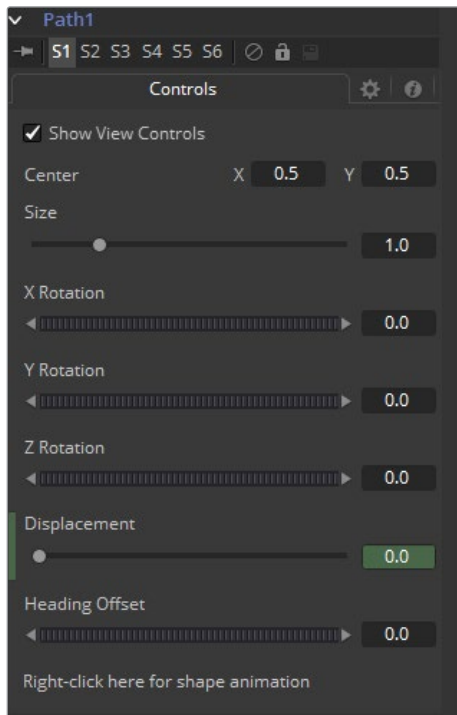 Path1
S1 S2 S3 S4 S5 S6
Controls
Show View Controls
Center X 0.5 Y 0.5
Size
1.0
X Rotation
0.0
Y Rotation
0.0
Z Rotation
0.0
Displacement
0.0
Heading Offset
0.0
Right-click here for shape animation